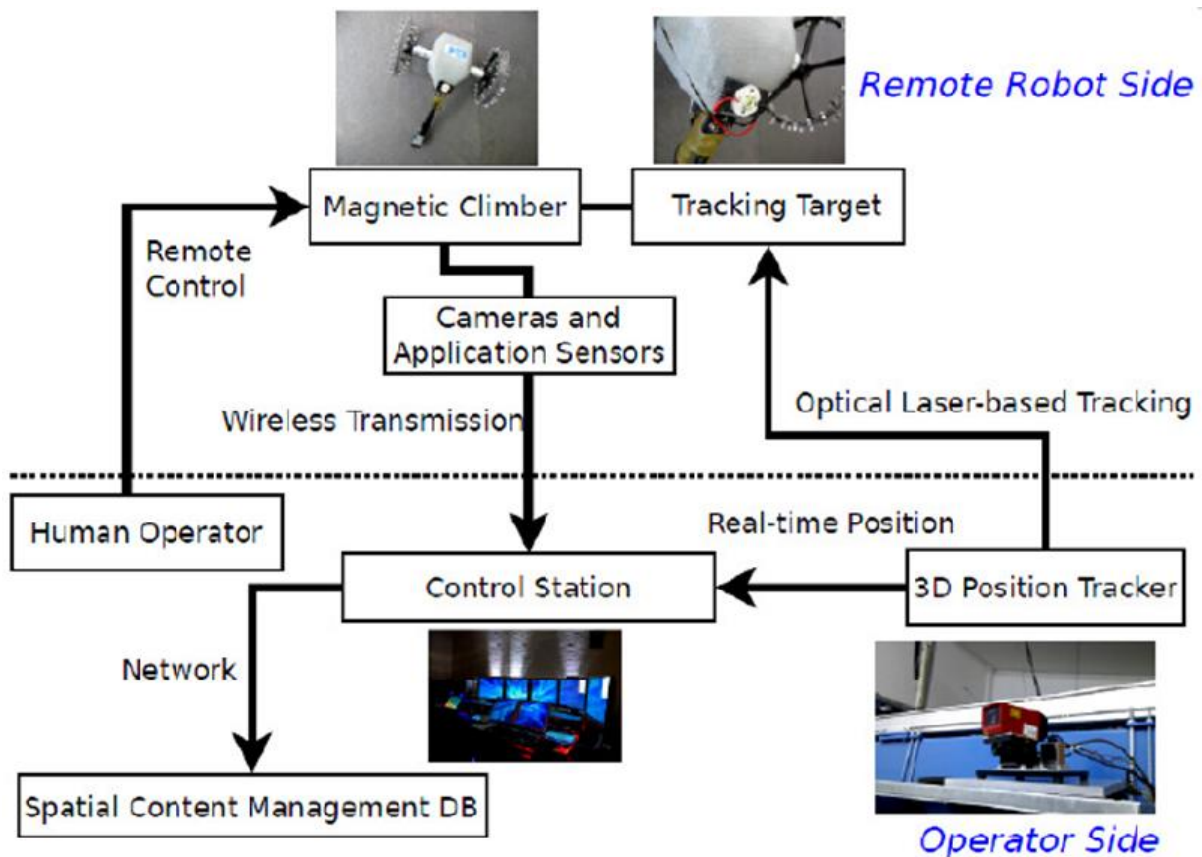 Remote Robot Side
Magnetic Climber
Tracking Target
Remote
Control
Cameras and
Application Sensors
Wireless Transmission
Optical Laser-based Tracking
Human Operator
Real-time Position
Control Station
3D Position Tracker
Network
Spatial Content Management DB
Operator Side